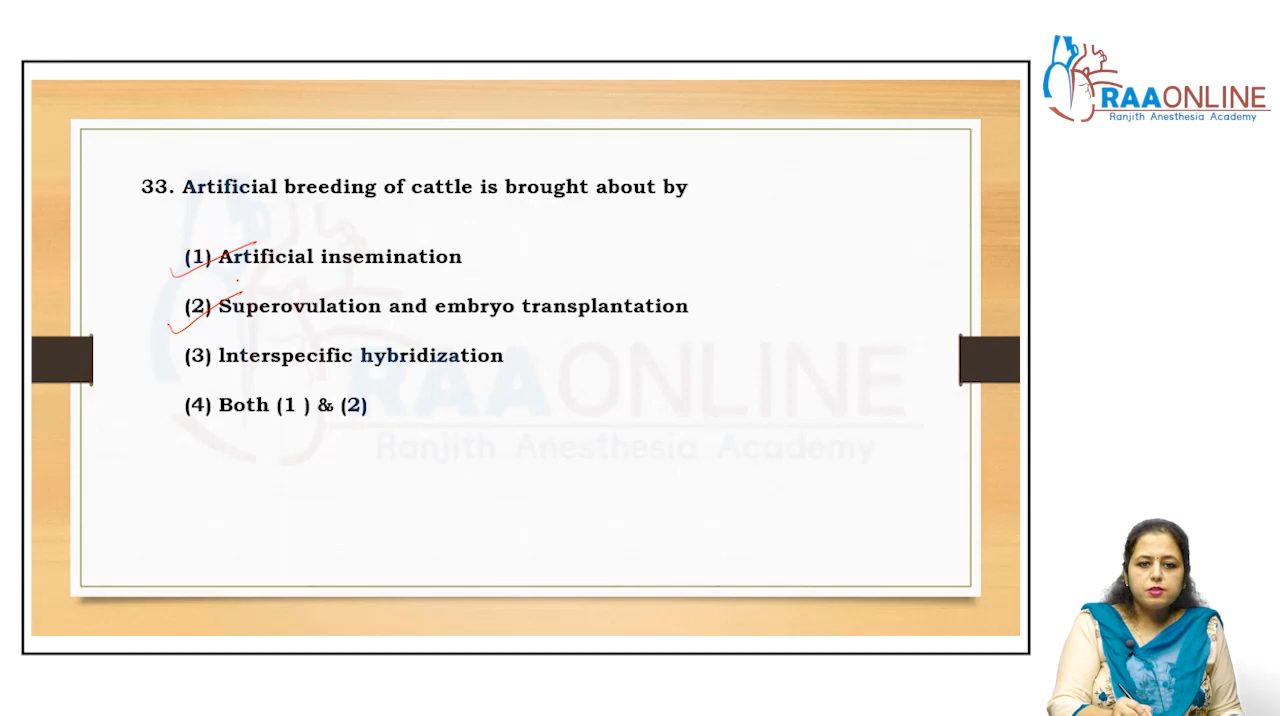 RAAONLINE
Ranjith Anesthesia Academy
33. Artificial breeding of cattle is brought about by
(1) Artificial insemination
(2) Superovulation and embryo transplantation
(3) lnterspecific hybridization
(4) Both (1 ) & (2)
RAAONLINE
Ranjith Anesthesia Academy